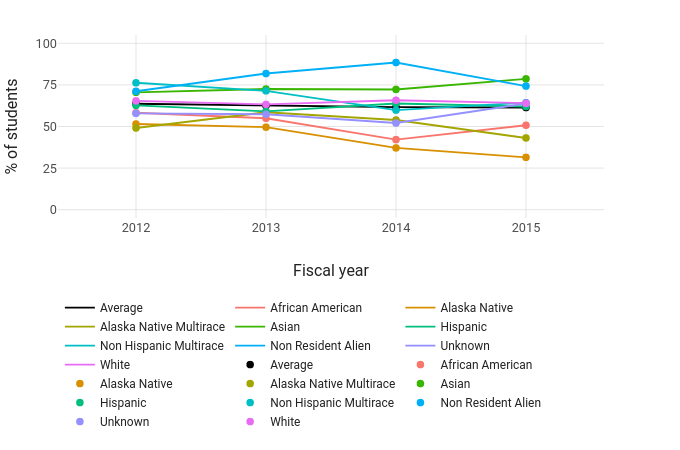 100
75
50
25
0
% of students
2012 2013 2014 2015
Fiscal year
Average African American Alaska Native
Alaska Native Multirace Asian Hispanic
Non Hispanic Multirace Non Resident Alien Unknown
White Average African American
Alaska Native Alaska Native Multirace Asian
Hispanic Non Hispanic Multirace Non Resident Alien
Unknown White